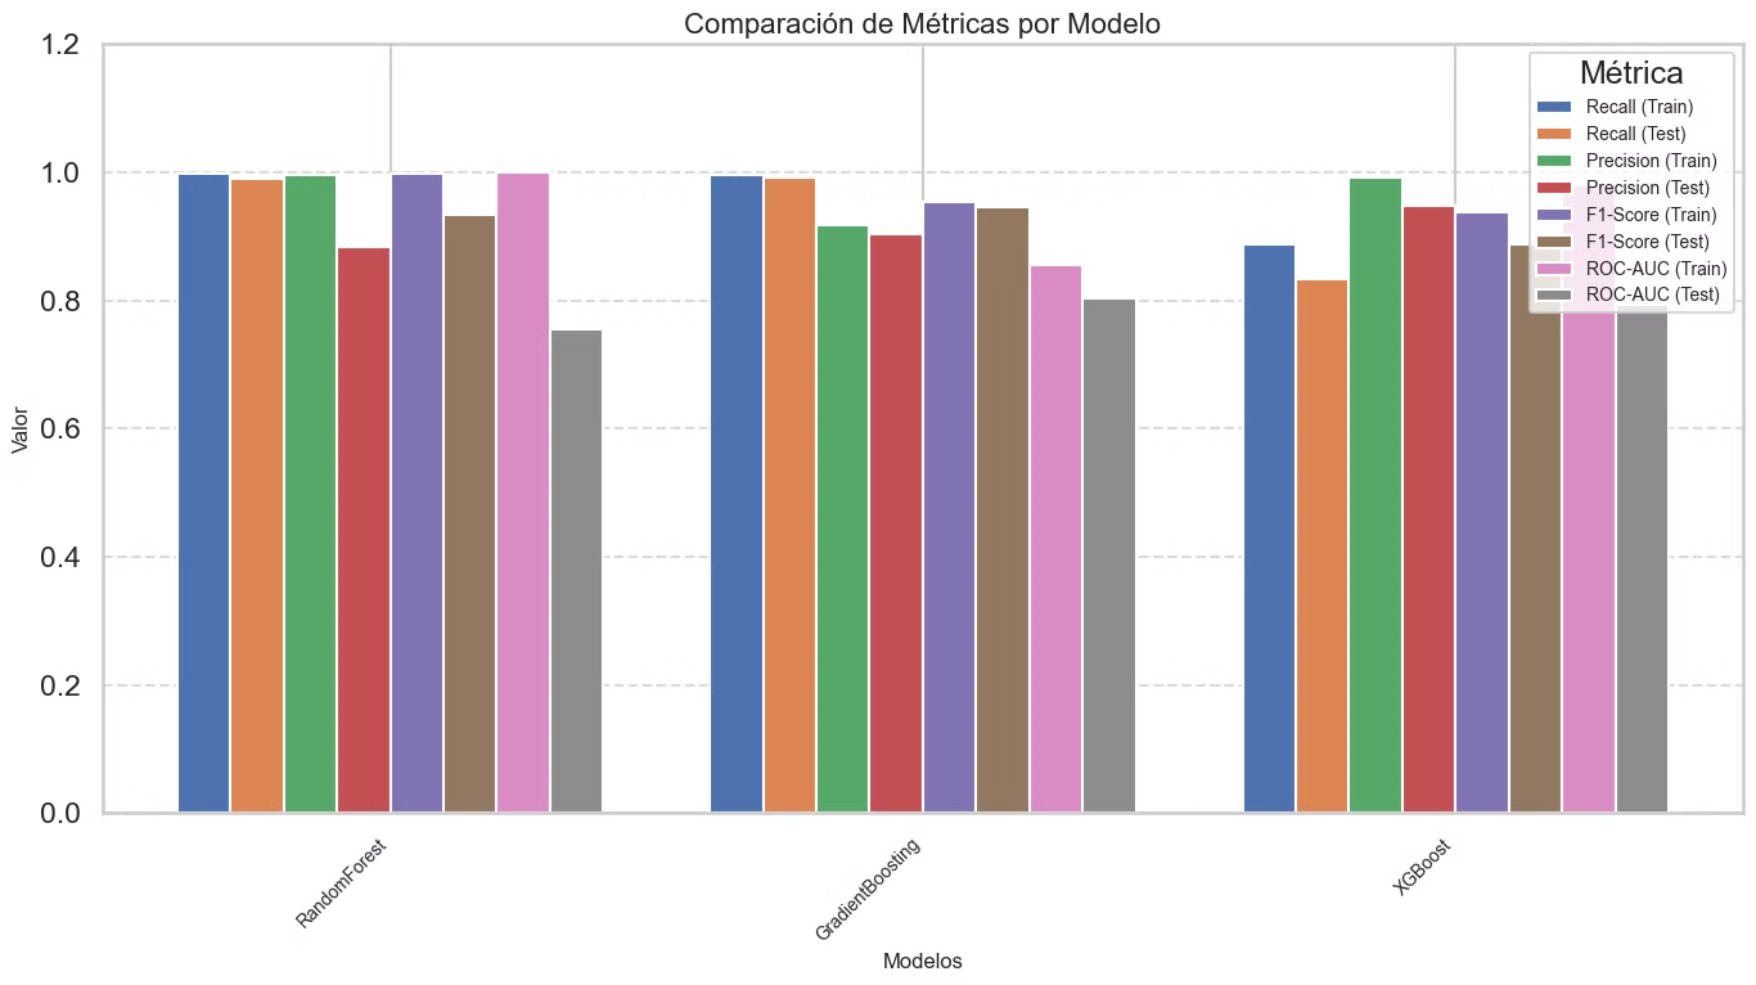 Comparación de Métricas por Modelo
1.2
1.0
0.8
0.6
0.4
0.2
0.0
Valor
Métrica
Recall (Train)
Recall (Test)
Precision (Train)
Precision (Test)
F1-Score (Train)
F1-Score (Test)
ROC-AUC (Train)
ROC-AUC (Test)
RandomForest
GradientBoosting
XGBoost
Modelos